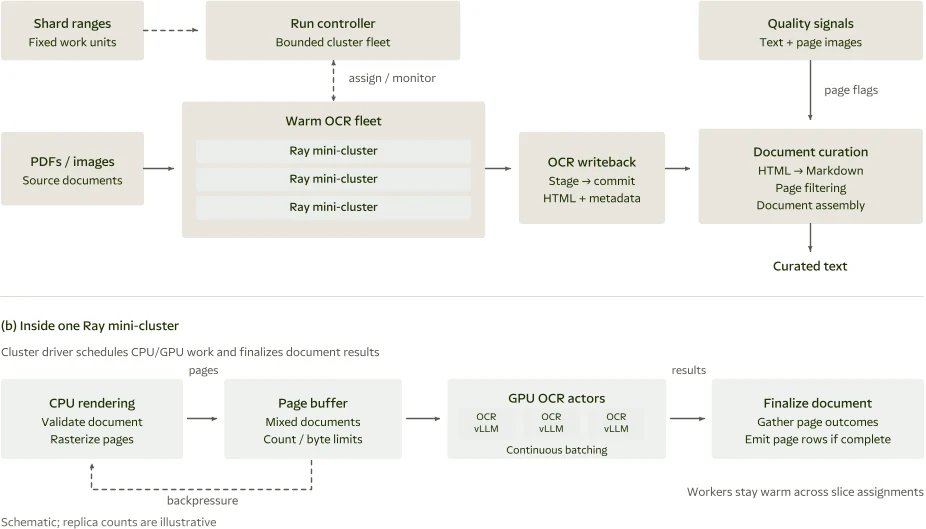 Shard ranges
Fixed work units
Run controller
Bounded cluster fleet
Quality signals
Text + page images
assign / monitor
page flags
PDFs / images
Source documents
Warm OCR fleet
Ray mini-cluster
Ray mini-cluster
Ray mini-cluster
OCR writeback
Stage → commit
HTML + metadata
Document curation
HTML → Markdown
Page filtering
Document assembly
Curated text
(b) Inside one Ray mini-cluster
Cluster driver schedules CPU/GPU work and finalizes document results
pages
results
CPU rendering
Validate document
Rasterize pages
Page buffer
Mixed documents
Count / byte limits
GPU OCR actors
OCR
vLLM
OCR
vLLM
OCR
vLLM
Continuous batching
Finalize document
Gather page outcomes
Emit page rows if complete
backpressure
Workers stay warm across slice assignments
Schematic; replica counts are illustrative